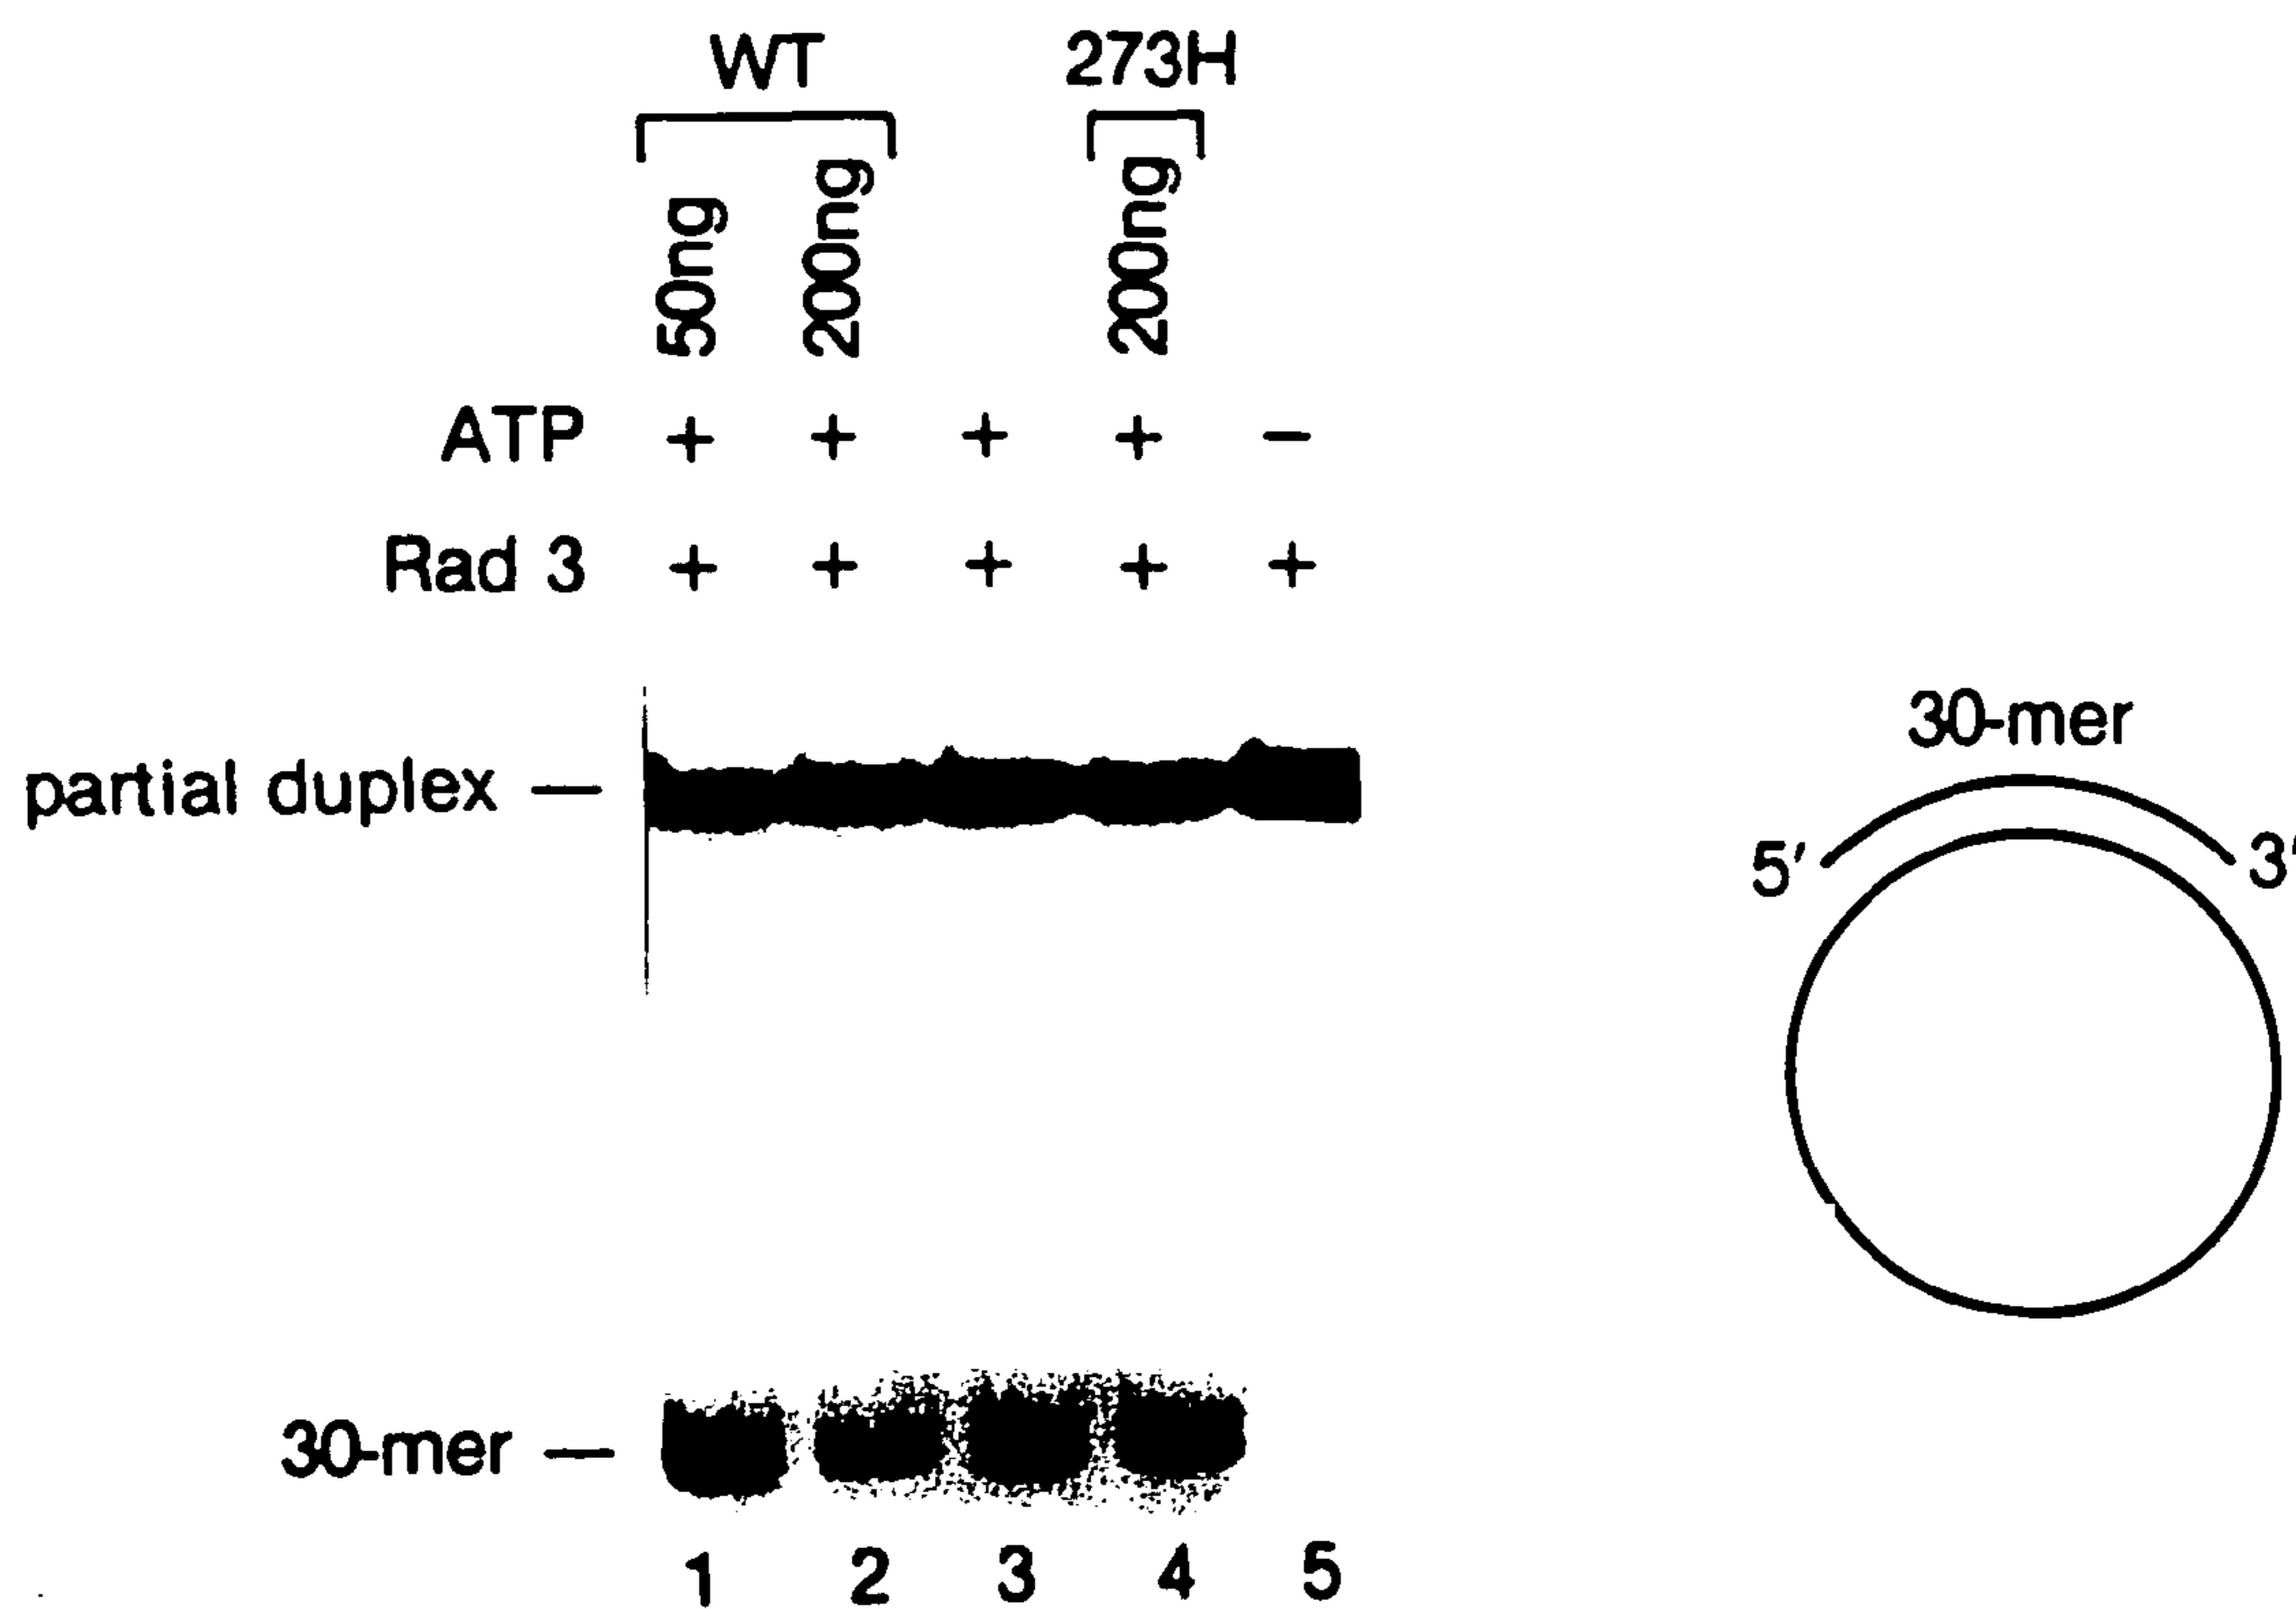 WT 273H
50ng 200ng 200ng
ATP + + + + −
Rad 3 + + + + +
partial duplex —
30-mer
5′ 3′
30-mer —
1 2 3 4 5